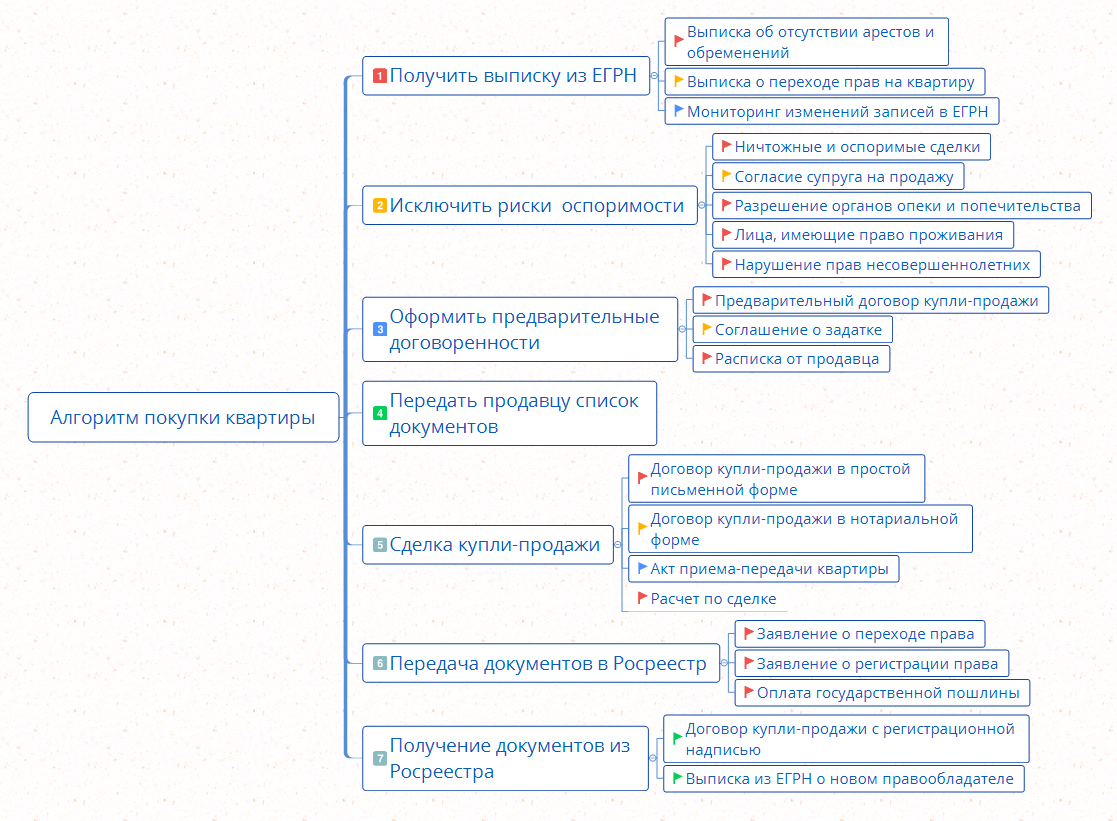 Алгоритм покупки квартиры
1 Получить выписку из ЕГРН
Выписка об отсутствии арестов и
обременений
Выписка о переходе прав на квартиру
Мониторинг изменений записей в ЕГРН
2 Исключить риски оспоримости
Ничтожные и оспоримые сделки
Согласие супруга на продажу
Разрешение органов опеки и попечительства
Лица, имеющие право проживания
Нарушение прав несовершеннолетних
3 Оформить предварительные
договоренности
Предварительный договор купли-продажи
Соглашение о задатке
Расписка от продавца
4 Передать продавцу список
документов
5 Сделка купли-продажи
Договор купли-продажи в простой
письменной форме
Договор купли-продажи в нотариальной
форме
Акт приема-передачи квартиры
Расчет по сделке
6 Передача документов в Росреестр
Заявление о переходе права
Заявление о регистрации права
Оплата государственной пошлины
7 Получение документов из
Росреестра
Договор купли-продажи с регистрационной
надписью
Выписка из ЕГРН о новом правообладателе